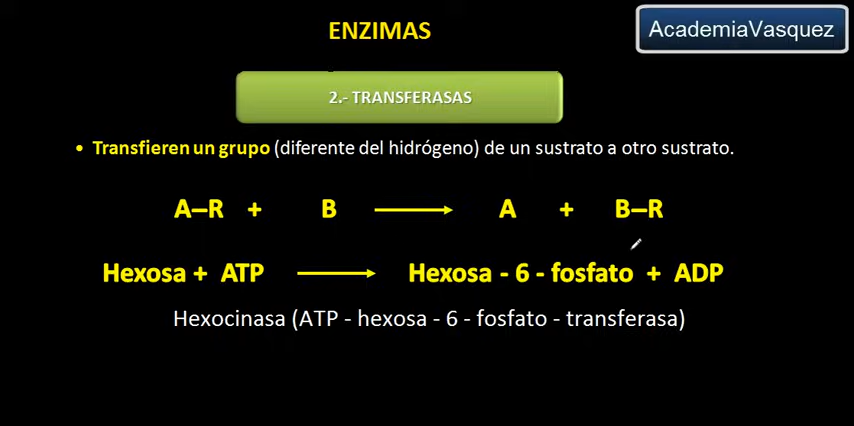 ENZIMAS
AcademiaVasquez
2.- TRANSFERASAS
• Transfieren un grupo (diferente del hidrógeno) de un sustrato a otro sustrato.
A–R + B ⟶ A + B–R
Hexosa + ATP ⟶ Hexosa - 6 - fosfato + ADP
Hexocinasa (ATP - hexosa - 6 - fosfato - transferasa)